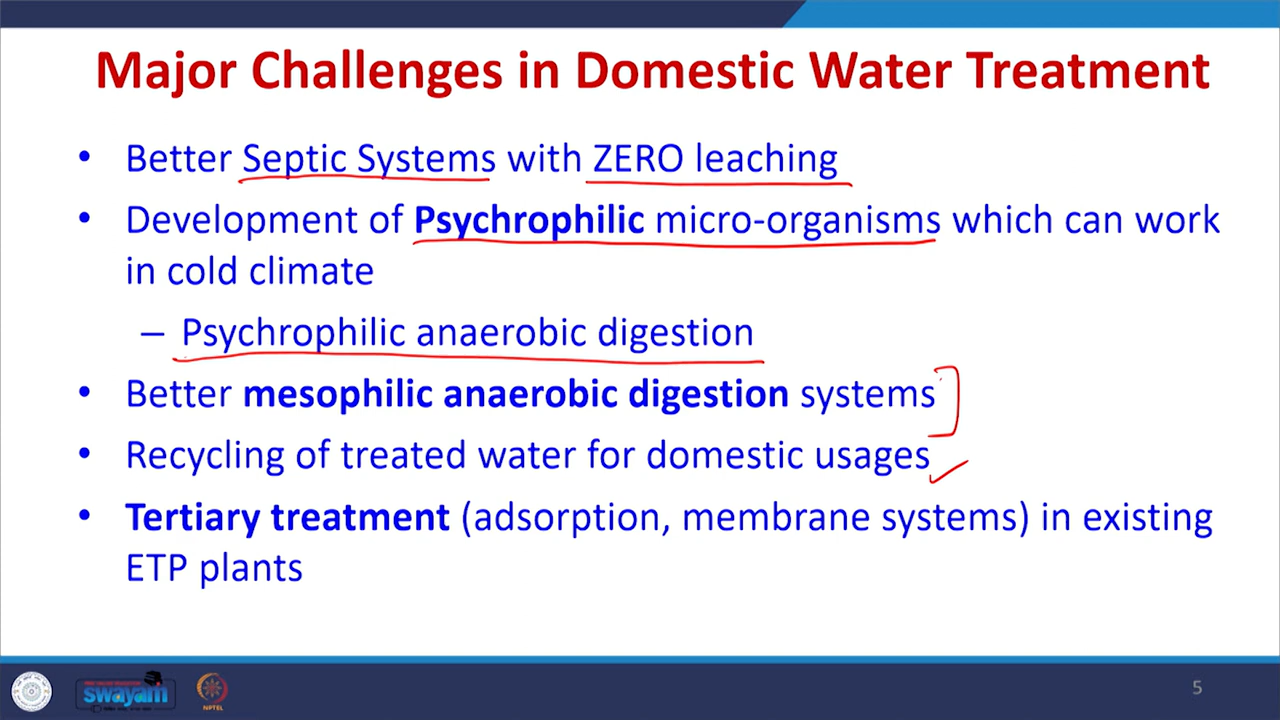 Major Challenges in Domestic Water Treatment
• Better Septic Systems with ZERO leaching
• Development of Psychrophilic micro-organisms which can work
in cold climate
– Psychrophilic anaerobic digestion
• Better mesophilic anaerobic digestion systems
• Recycling of treated water for domestic usages
• Tertiary treatment (adsorption, membrane systems) in existing
ETP plants
swayam
NPTEL
5